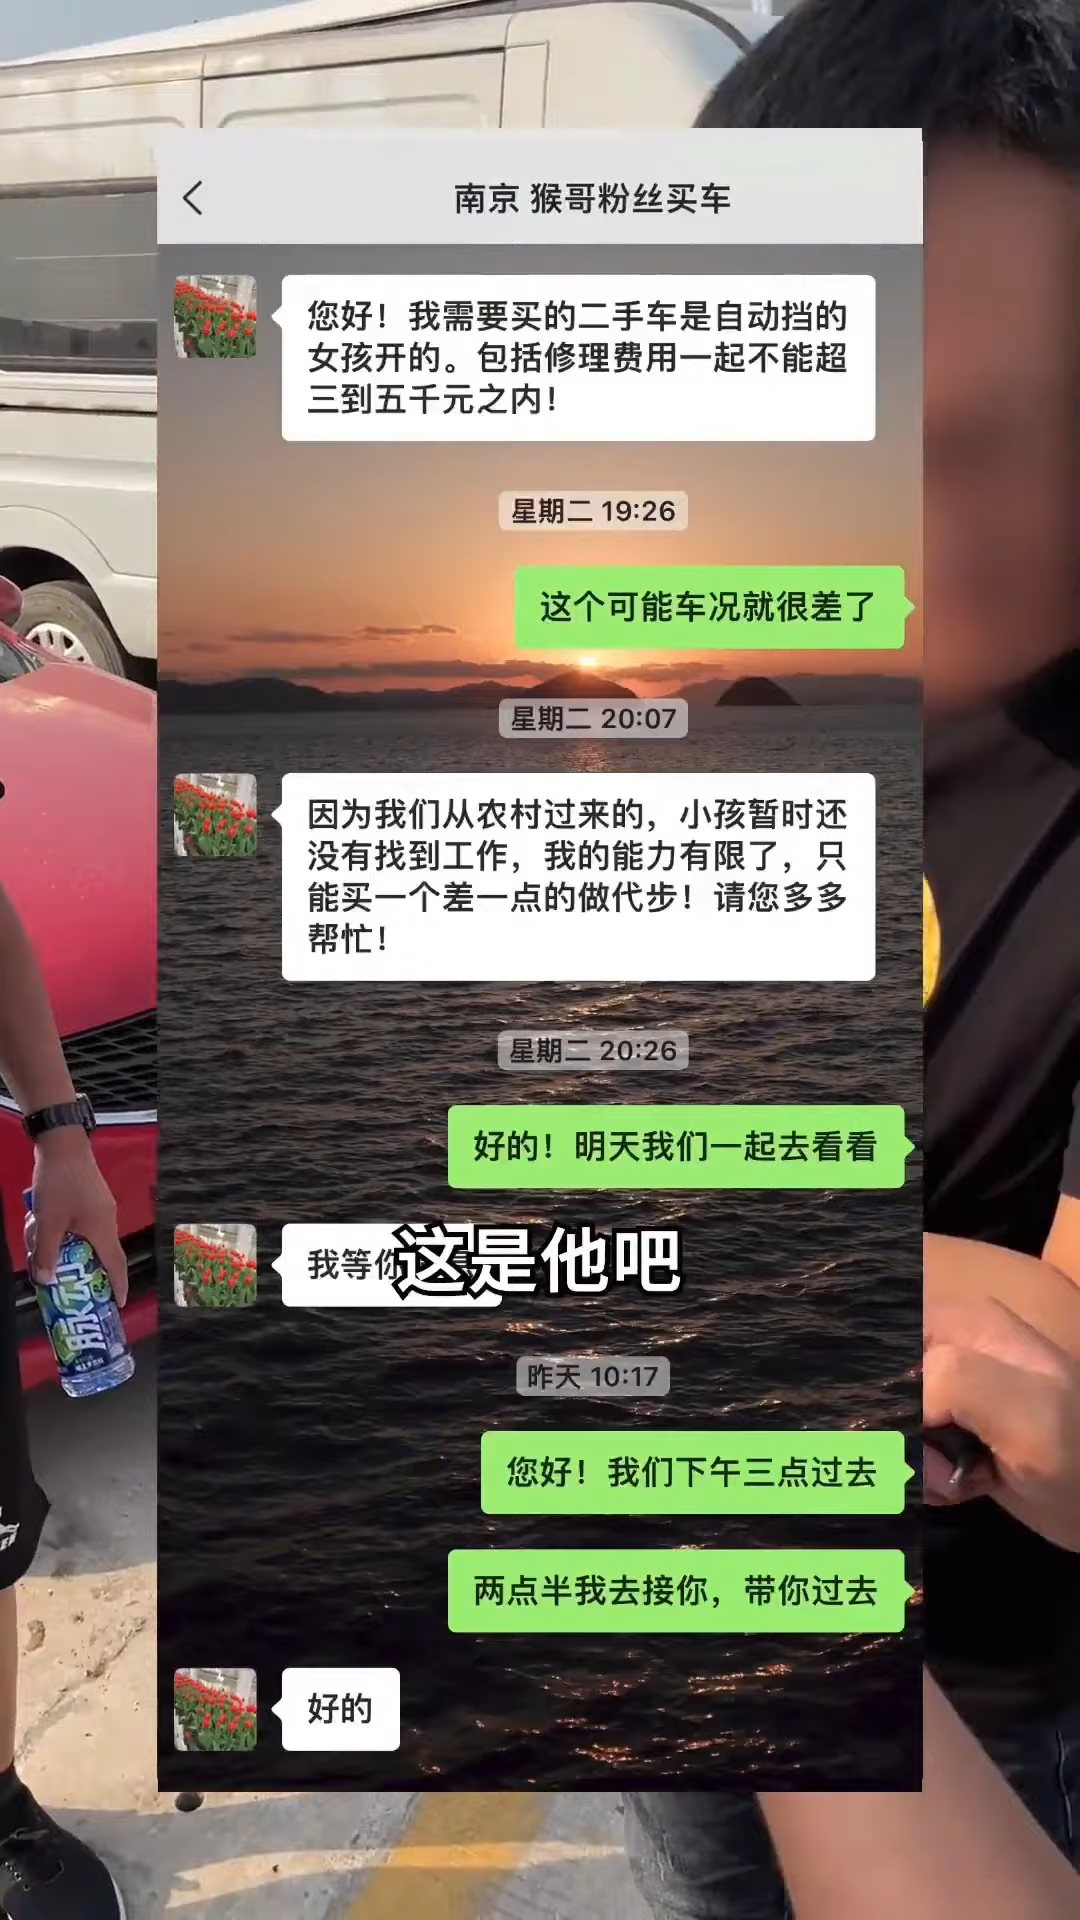 南京 猴哥粉丝买车
您好！我需要买的二手车是自动挡的
女孩开的。包括修理费用一起不能超
三到五千元之内！
星期二 19:26
这个可能车况就很差了
星期二 20:07
因为我们从农村过来的，小孩暂时还
没有找到工作，我的能力有限了，只
能买一个差一点的做代步！请您多多
帮忙！
星期二 20:26
好的！明天我们一起去看看
我等你
这是他吧
昨天 10:17
您好！我们下午三点过去
两点半我去接你，带你过去
好的
脉动